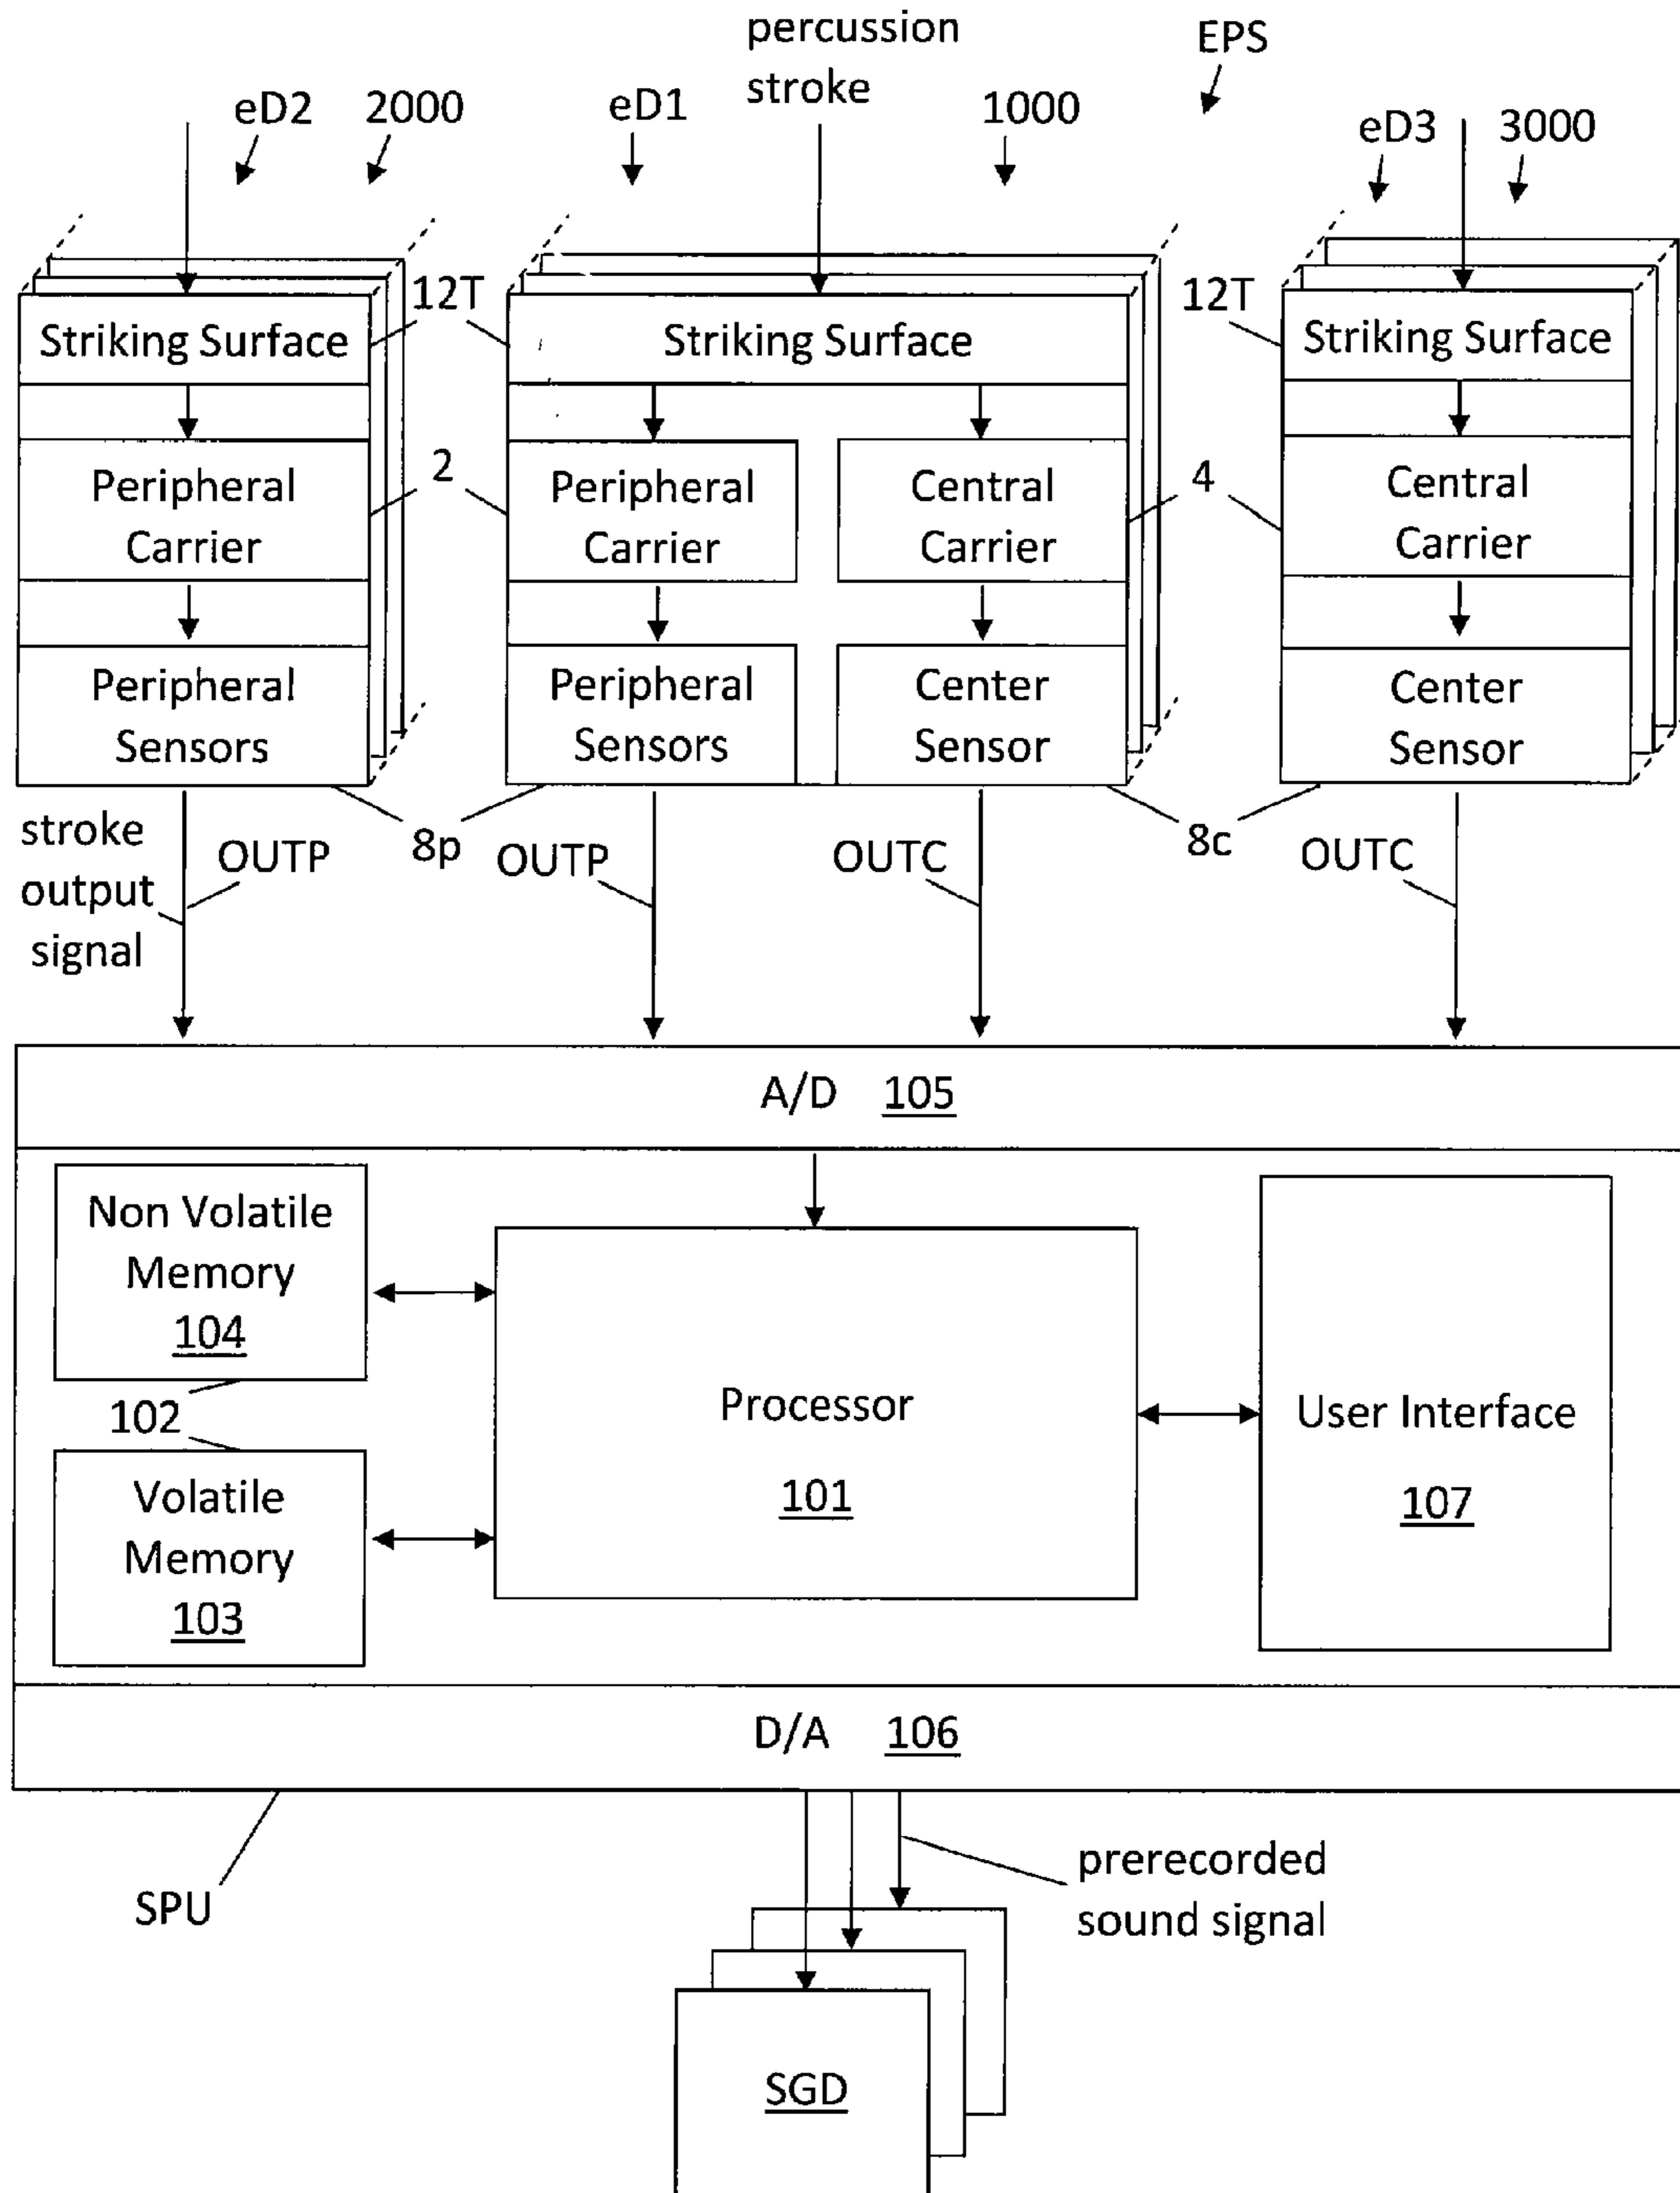 percussion
stroke
EPS
eD2
2000
eD1
1000
eD3
3000
Striking Surface
12T
Striking Surface
12T
Striking Surface
Peripheral
Carrier
2
Peripheral
Carrier
Central
Carrier
4
Central
Carrier
Peripheral
Sensors
Peripheral
Sensors
Center
Sensor
Center
Sensor
stroke
output
signal
OUTP
8p
OUTP
OUTC
8c
OUTC
A/D 105
Non Volatile
Memory
104
102
Volatile
Memory
103
Processor
101
User Interface
107
D/A 106
SPU
prerecorded
sound signal
SGD